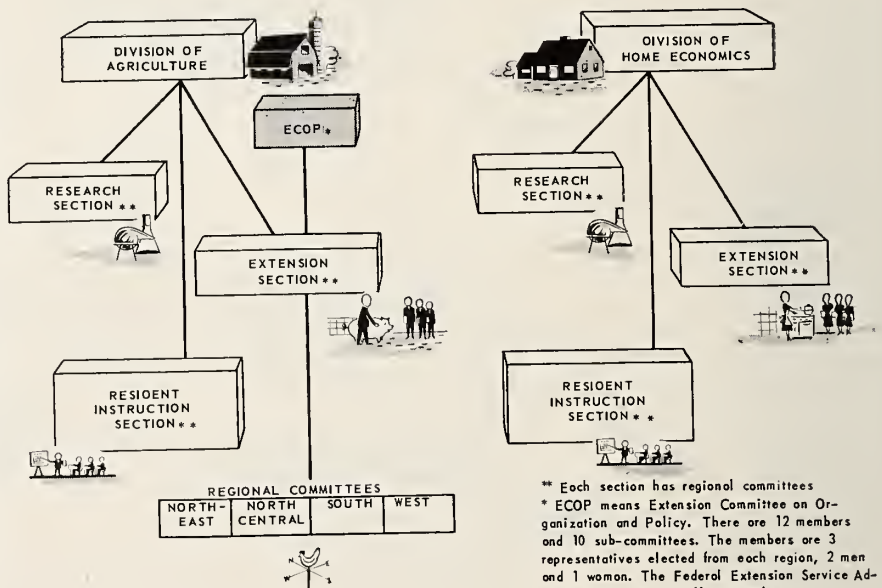 DIVISION OF
AGRICULTURE
DIVISION OF
HOME ECONOMICS
ECOP*
RESEARCH
SECTION **
RESEARCH
SECTION **
EXTENSION
SECTION **
EXTENSION
SECTION **
RESIDENT
INSTRUCTION
SECTION **
RESIDENT
INSTRUCTION
SECTION * *
REGIONAL COMMITTEES
NORTH-
EAST
NORTH
CENTRAL
SOUTH
WEST
N
E
W
S
** Each section has regional committees
* ECOP means Extension Committee on Or-
ganization and Policy. There are 12 members
and 10 sub-committees. The members are 3
representatives elected from each region, 2 men
and 1 woman. The Federal Extension Service Ad-